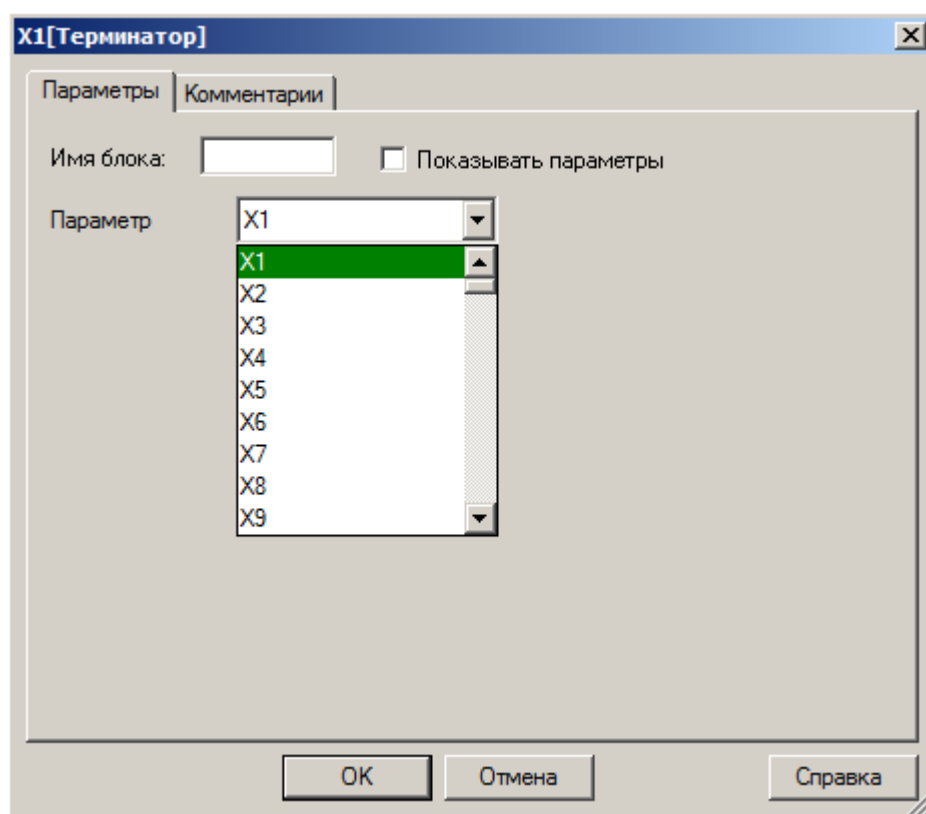 X1[Терминатор]
Параметры Комментарии
Имя блока: Показывать параметры
Параметр X1
X1
X2
X3
X4
X5
X6
X7
X8
X9
OK Отмена Справка